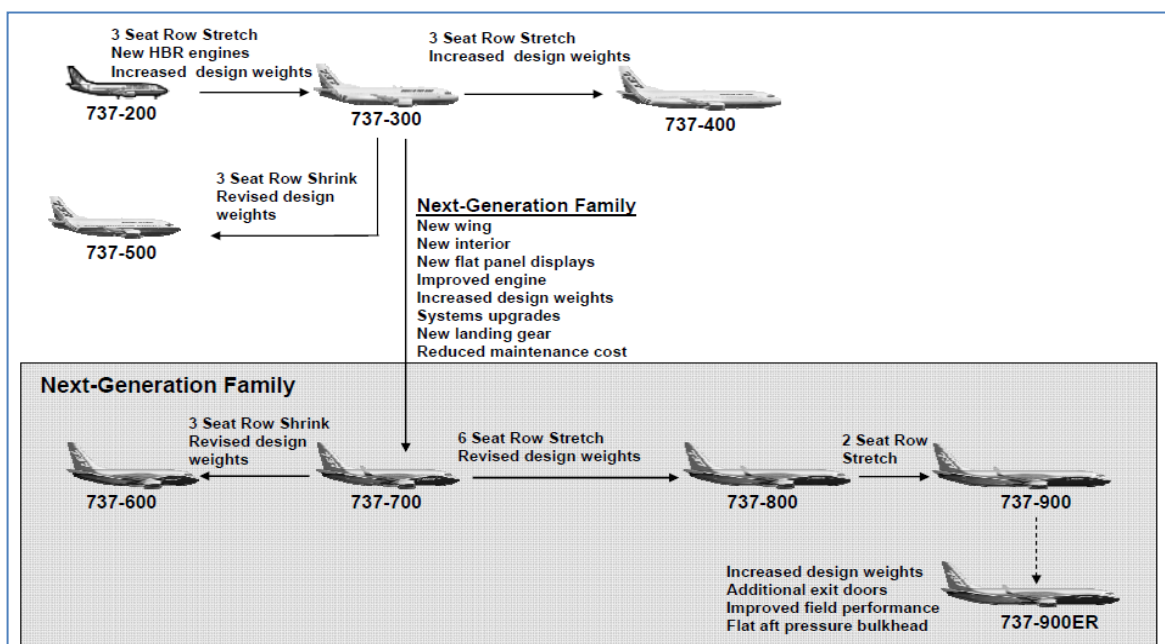 3 Seat Row Stretch
New HBR engines
Increased design weights
3 Seat Row Stretch
Increased design weights
737-200
737-300
737-400
3 Seat Row Shrink
Revised design
weights
737-500
Next-Generation Family
New wing
New interior
New flat panel displays
Improved engine
Increased design weights
Systems upgrades
New landing gear
Reduced maintenance cost
Next-Generation Family
3 Seat Row Shrink
Revised design
weights
6 Seat Row Stretch
Revised design weights
2 Seat Row
Stretch
737-600
737-700
737-800
737-900
Increased design weights
Additional exit doors
Improved field performance
Flat aft pressure bulkhead
737-900ER